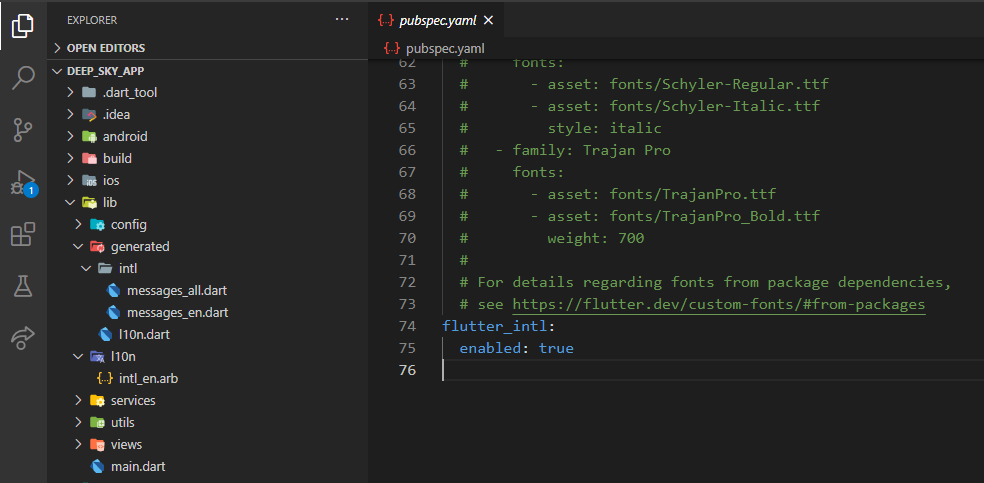 EXPLORER
···
OPEN EDITORS
DEEP_SKY_APP
.dart_tool
.idea
android
build
ios
lib
config
generated
intl
messages_all.dart
messages_en.dart
l10n.dart
l10n
intl_en.arb
services
utils
views
main.dart
1
pubspec.yaml
pubspec.yaml
62 # fonts:
63 # - asset: fonts/Schyler-Regular.ttf
64 # - asset: fonts/Schyler-Italic.ttf
65 # style: italic
66 # - family: Trajan Pro
67 # fonts:
68 # - asset: fonts/TrajanPro.ttf
69 # - asset: fonts/TrajanPro_Bold.ttf
70 # weight: 700
71 #
72 # For details regarding fonts from package dependencies,
73 # see https://flutter.dev/custom-fonts/#from-packages
74 flutter_intl:
75 enabled: true
76